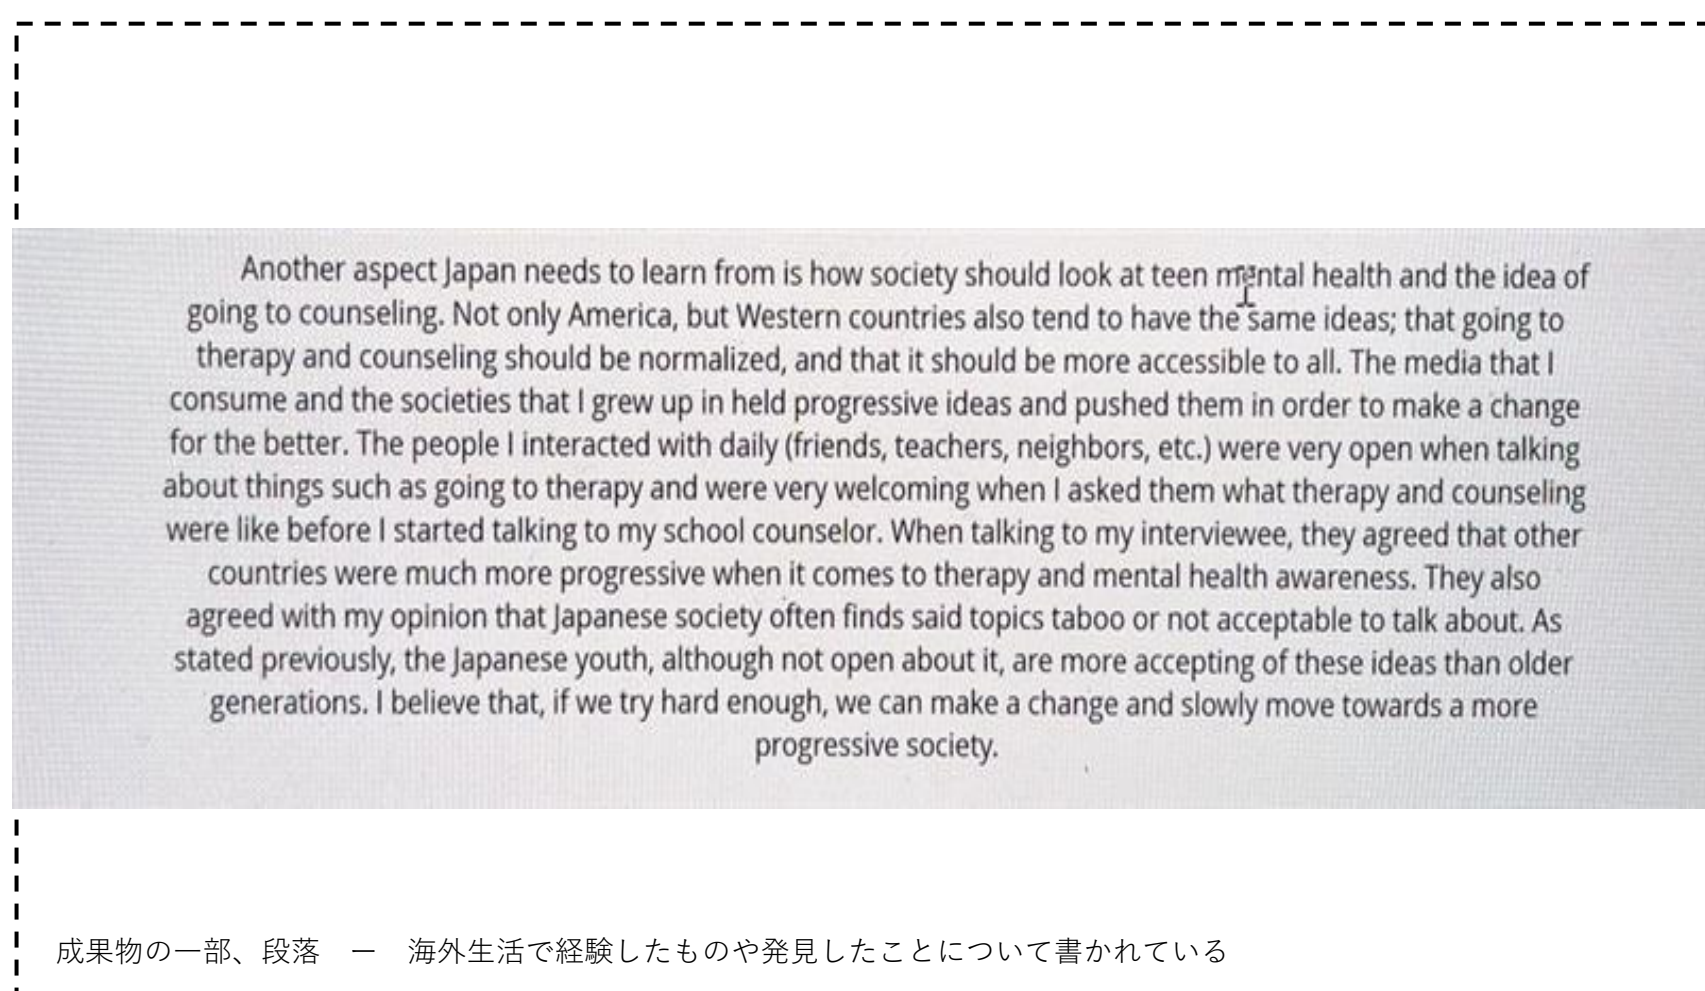 Another aspect Japan needs to learn from is how society should look at teen mental health and the idea of
going to counseling. Not only America, but Western countries also tend to have the same ideas; that going to
therapy and counseling should be normalized, and that it should be more accessible to all. The media that I
consume and the societies that I grew up in held progressive ideas and pushed them in order to make a change
for the better. The people I interacted with daily (friends, teachers, neighbors, etc.) were very open when talking
about things such as going to therapy and were very welcoming when I asked them what therapy and counseling
were like before I started talking to my school counselor. When talking to my interviewee, they agreed that other
countries were much more progressive when it comes to therapy and mental health awareness. They also
agreed with my opinion that Japanese society often finds said topics taboo or not acceptable to talk about. As
stated previously, the Japanese youth, although not open about it, are more accepting of these ideas than older
generations. I believe that, if we try hard enough, we can make a change and slowly move towards a more
progressive society.
成果物の一部、段落　ー　海外生活で経験したものや発見したことについて書かれている